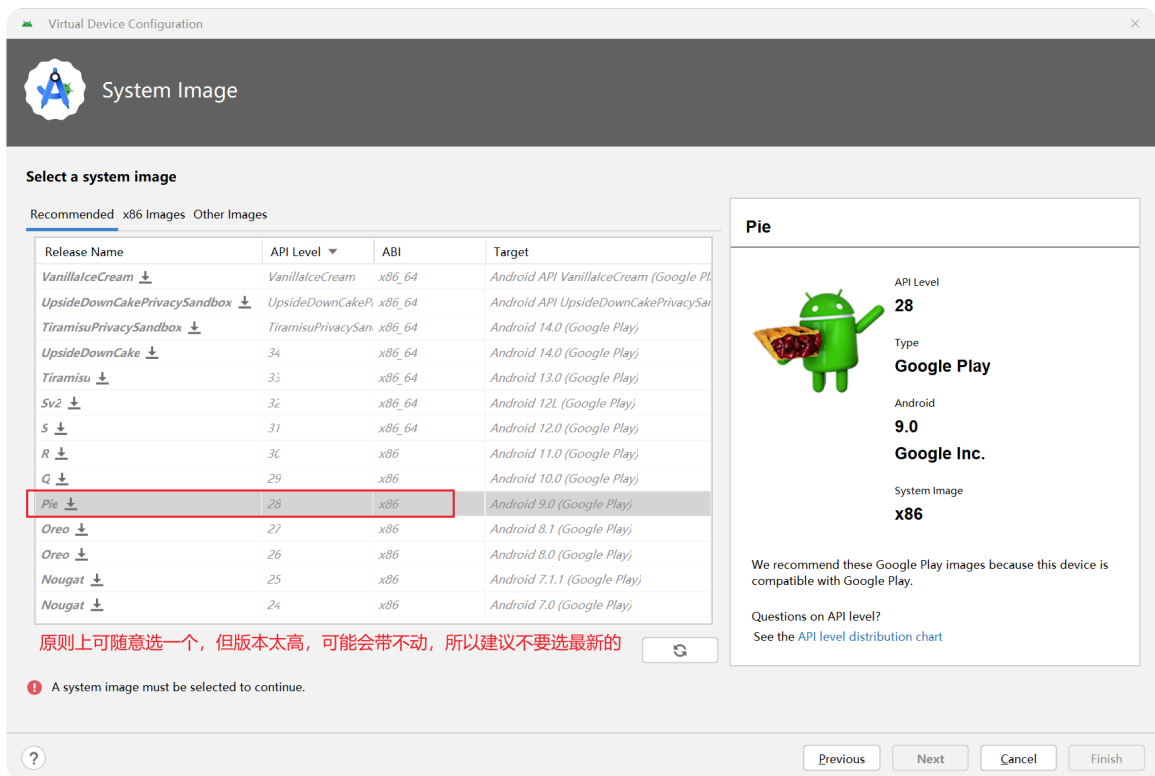 Virtual Device Configuration
System Image
Select a system image
Recommended x86 Images Other Images
Release Name API Level ABI Target
VanillaIceCream VanillaIceCream x86_64 Android API VanillaIceCream (Google Pl
UpsideDownCakePrivacySandbox UpsideDownCakePr x86_64 Android API UpsideDownCakePrivacySar
TiramisuPrivacySandbox TiramisuPrivacySan x86_64 Android 14.0 (Google Play)
UpsideDownCake 34 x86_64 Android 14.0 (Google Play)
Tiramisu 33 x86_64 Android 13.0 (Google Play)
Sv2 32 x86_64 Android 12L (Google Play)
S 31 x86_64 Android 12.0 (Google Play)
R 30 x86 Android 11.0 (Google Play)
Q 29 x86 Android 10.0 (Google Play)
Pie 28 x86 Android 9.0 (Google Play)
Oreo 27 x86 Android 8.1 (Google Play)
Oreo 26 x86 Android 8.0 (Google Play)
Nougat 25 x86 Android 7.1.1 (Google Play)
Nougat 24 x86 Android 7.0 (Google Play)
原则上可随意选一个，但版本太高，可能会带不动，所以建议不要选最新的
A system image must be selected to continue.
Pie
API Level
28
Type
Google Play
Android
9.0
Google Inc.
System Image
x86
We recommend these Google Play images because this device is
compatible with Google Play.
Questions on API level?
See the API level distribution chart
? Previous Next Cancel Finish